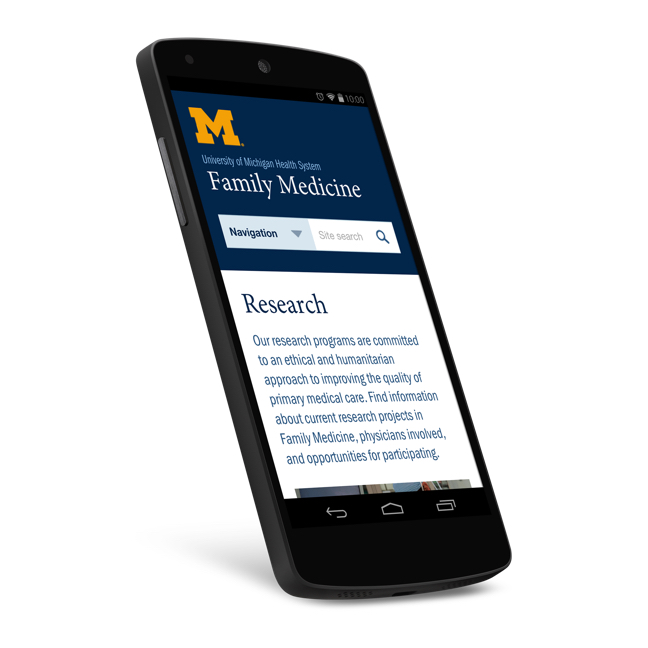 10:00
M
University of Michigan Health System
Family Medicine
Navigation
Site search
Research
Our research programs are committed
to an ethical and humanitarian
approach to improving the quality of
primary medical care. Find information
about current research projects in
Family Medicine, physicians involved,
and opportunities for participating.